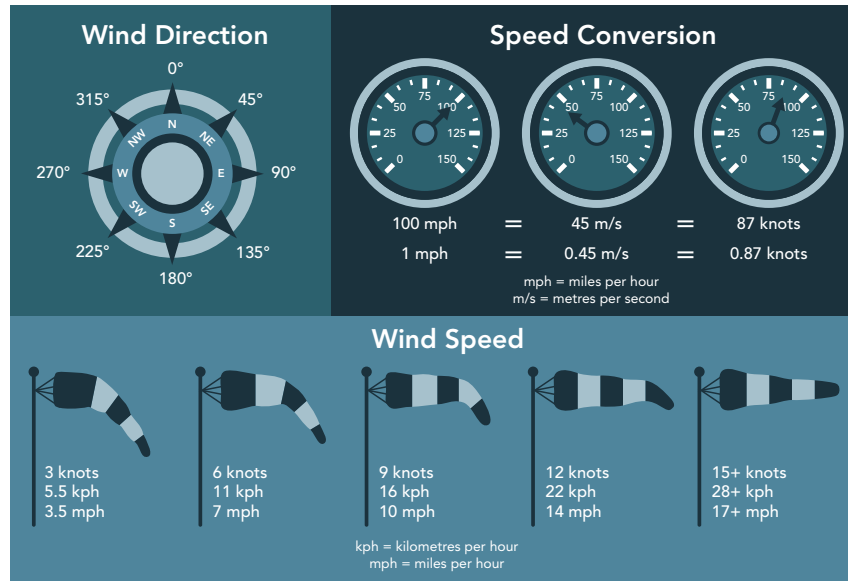 Wind Direction
0°
315°
45°
270°
90°
225°
135°
180°
N
NW
NE
W
E
SW
SE
S
Speed Conversion
75
50
100
25
125
0
150
75
50
100
25
125
0
150
75
50
100
25
125
0
150
100 mph = 45 m/s = 87 knots
1 mph = 0.45 m/s = 0.87 knots
mph = miles per hour
m/s = metres per second
Wind Speed
3 knots
5.5 kph
3.5 mph
6 knots
11 kph
7 mph
9 knots
16 kph
10 mph
12 knots
22 kph
14 mph
15+ knots
28+ kph
17+ mph
kph = kilometres per hour
mph = miles per hour